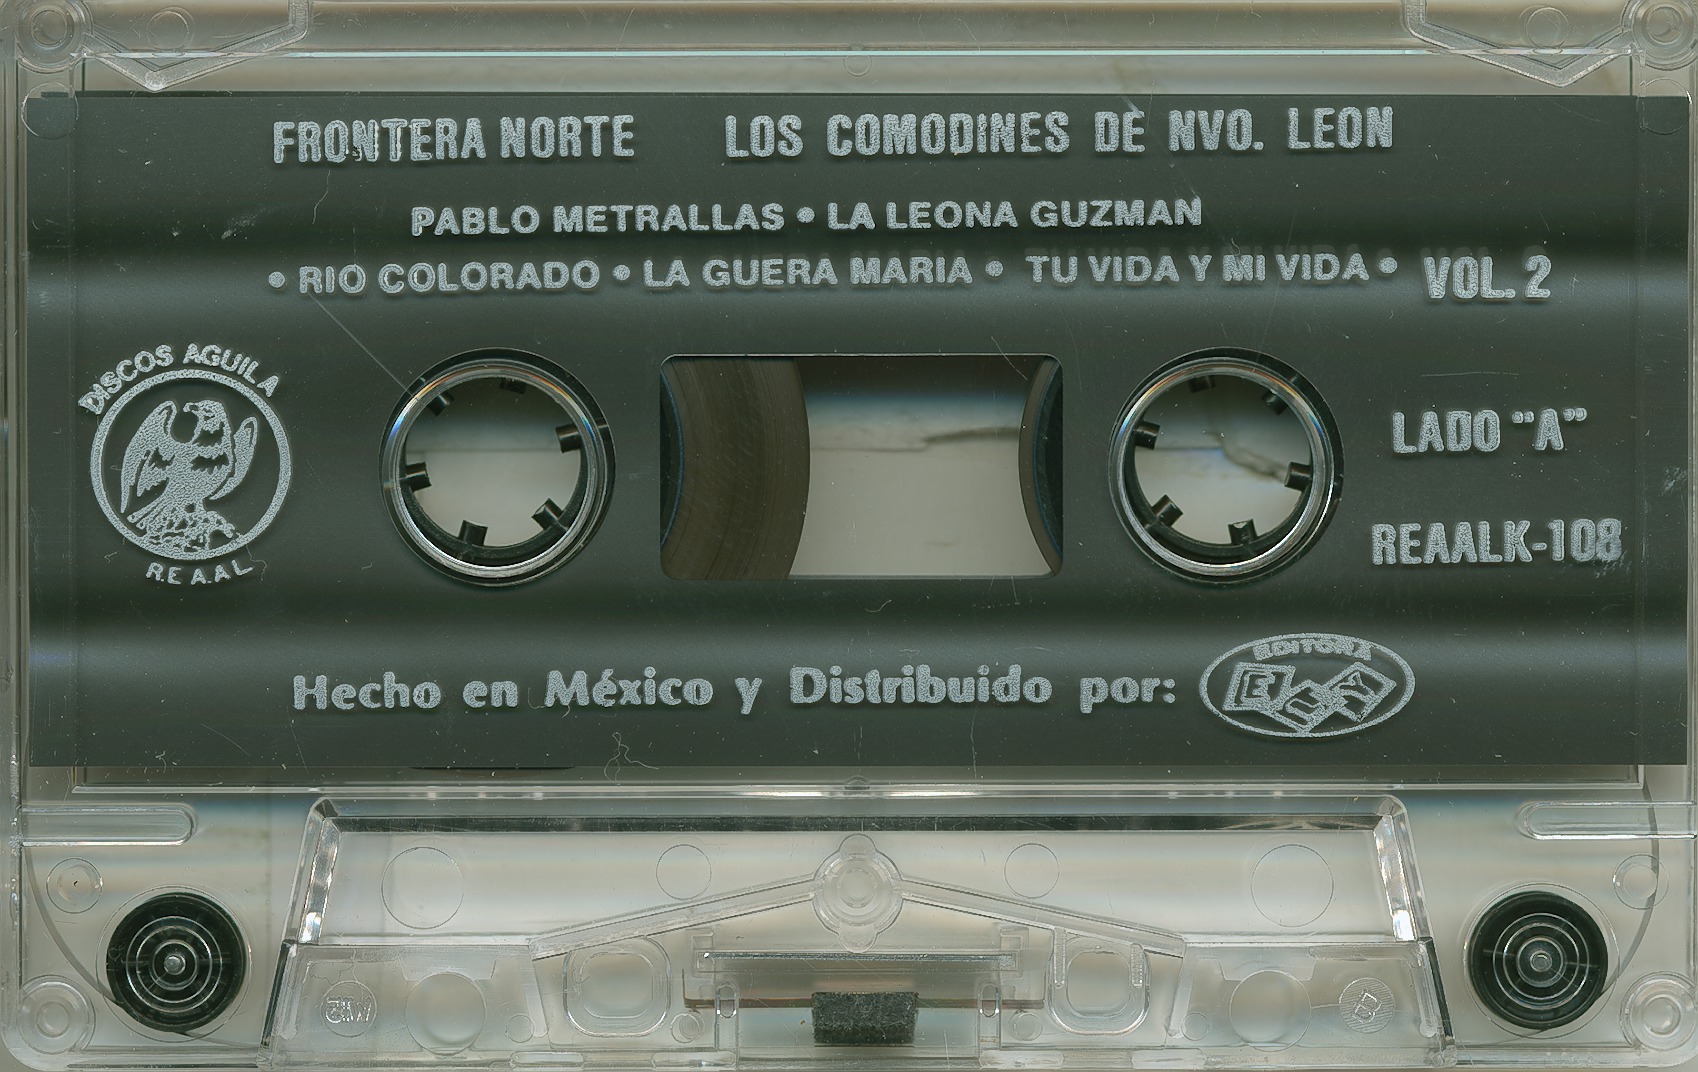 FRONTERA NORTE LOS COMODINES DE NVO. LEON
PABLO METRALLAS • LA LEONA GUZMAN
• RIO COLORADO • LA GUERA MARIA • TU VIDA Y MI VIDA • VOL. 2
DISCOS AGUILA
R.E A.A L
LADO “A”
REAALK-108
Hecho en México y Distribuido por:
EDITORA